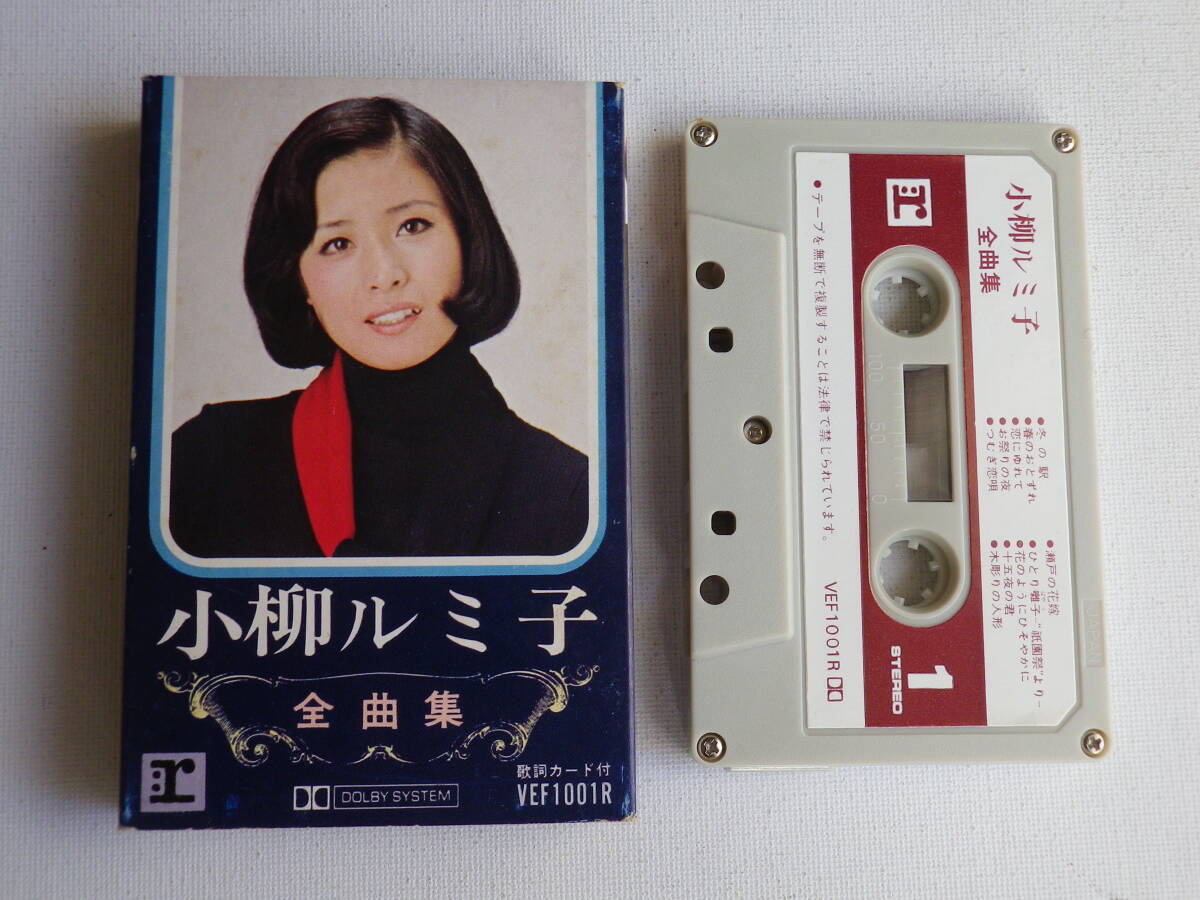 小柳ルミ子
全曲集
r
DOLBY SYSTEM
歌詞カード付
VEF1001R
小柳ルミ子
全曲集
r
●冬の駅
●春のおとずれ
●恋にゆれて
●お祭りの夜
●つむぎ恋唄
●瀬戸の花嫁
●ひとり囃子-“祇園祭”より-
●花のようにひそやかに
●十五夜の君
●木彫りの人形
100 50 0
1
STEREO
●テープを無断で複製することは法律で禁じられています。
VEF1001R
JAPAN